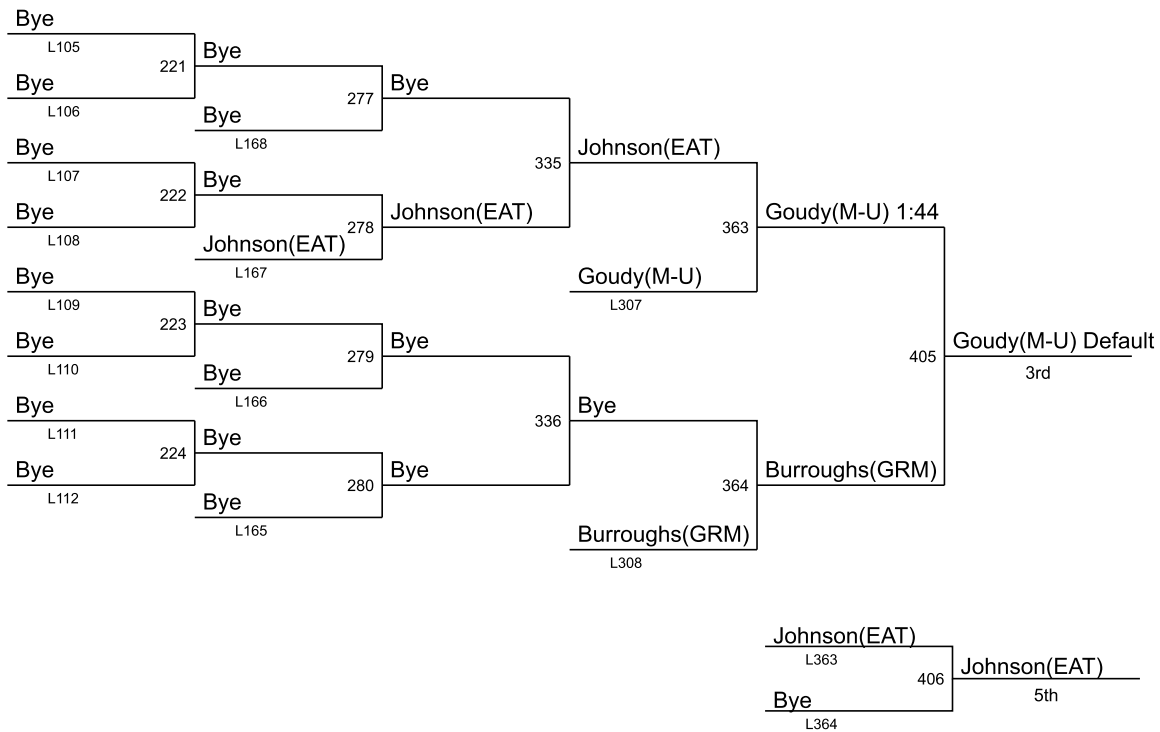 Bye
L105
221
Bye
L106
Bye
277
Bye
L168
Bye
Bye
L107
222
Bye
L108
Bye
278
Johnson(EAT)
L167
Johnson(EAT)
335
Johnson(EAT)
363
Goudy(M-U)
L307
Goudy(M-U) 1:44
Bye
L109
223
Bye
L110
Bye
279
Bye
L166
Bye
Bye
L111
224
Bye
L112
Bye
280
Bye
L165
Bye
336
Bye
364
Burroughs(GRM)
L308
Burroughs(GRM)
405
Goudy(M-U) Default
3rd
Johnson(EAT)
L363
406
Bye
L364
Johnson(EAT)
5th